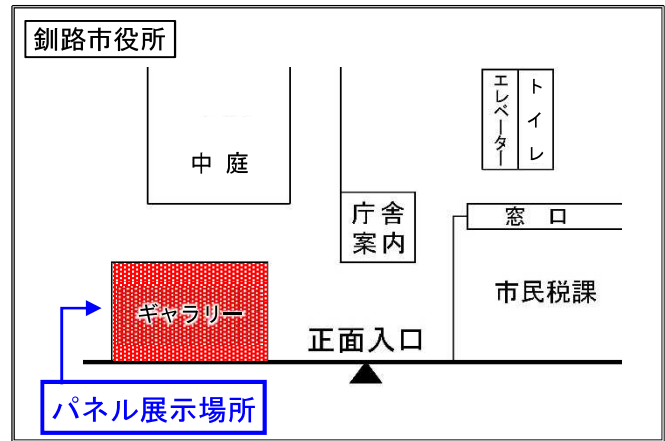 釧路市役所
エレベーター
トイレ
中庭
庁舎
案内
窓口
市民税課
ギャラリー
正面入口
パネル展示場所